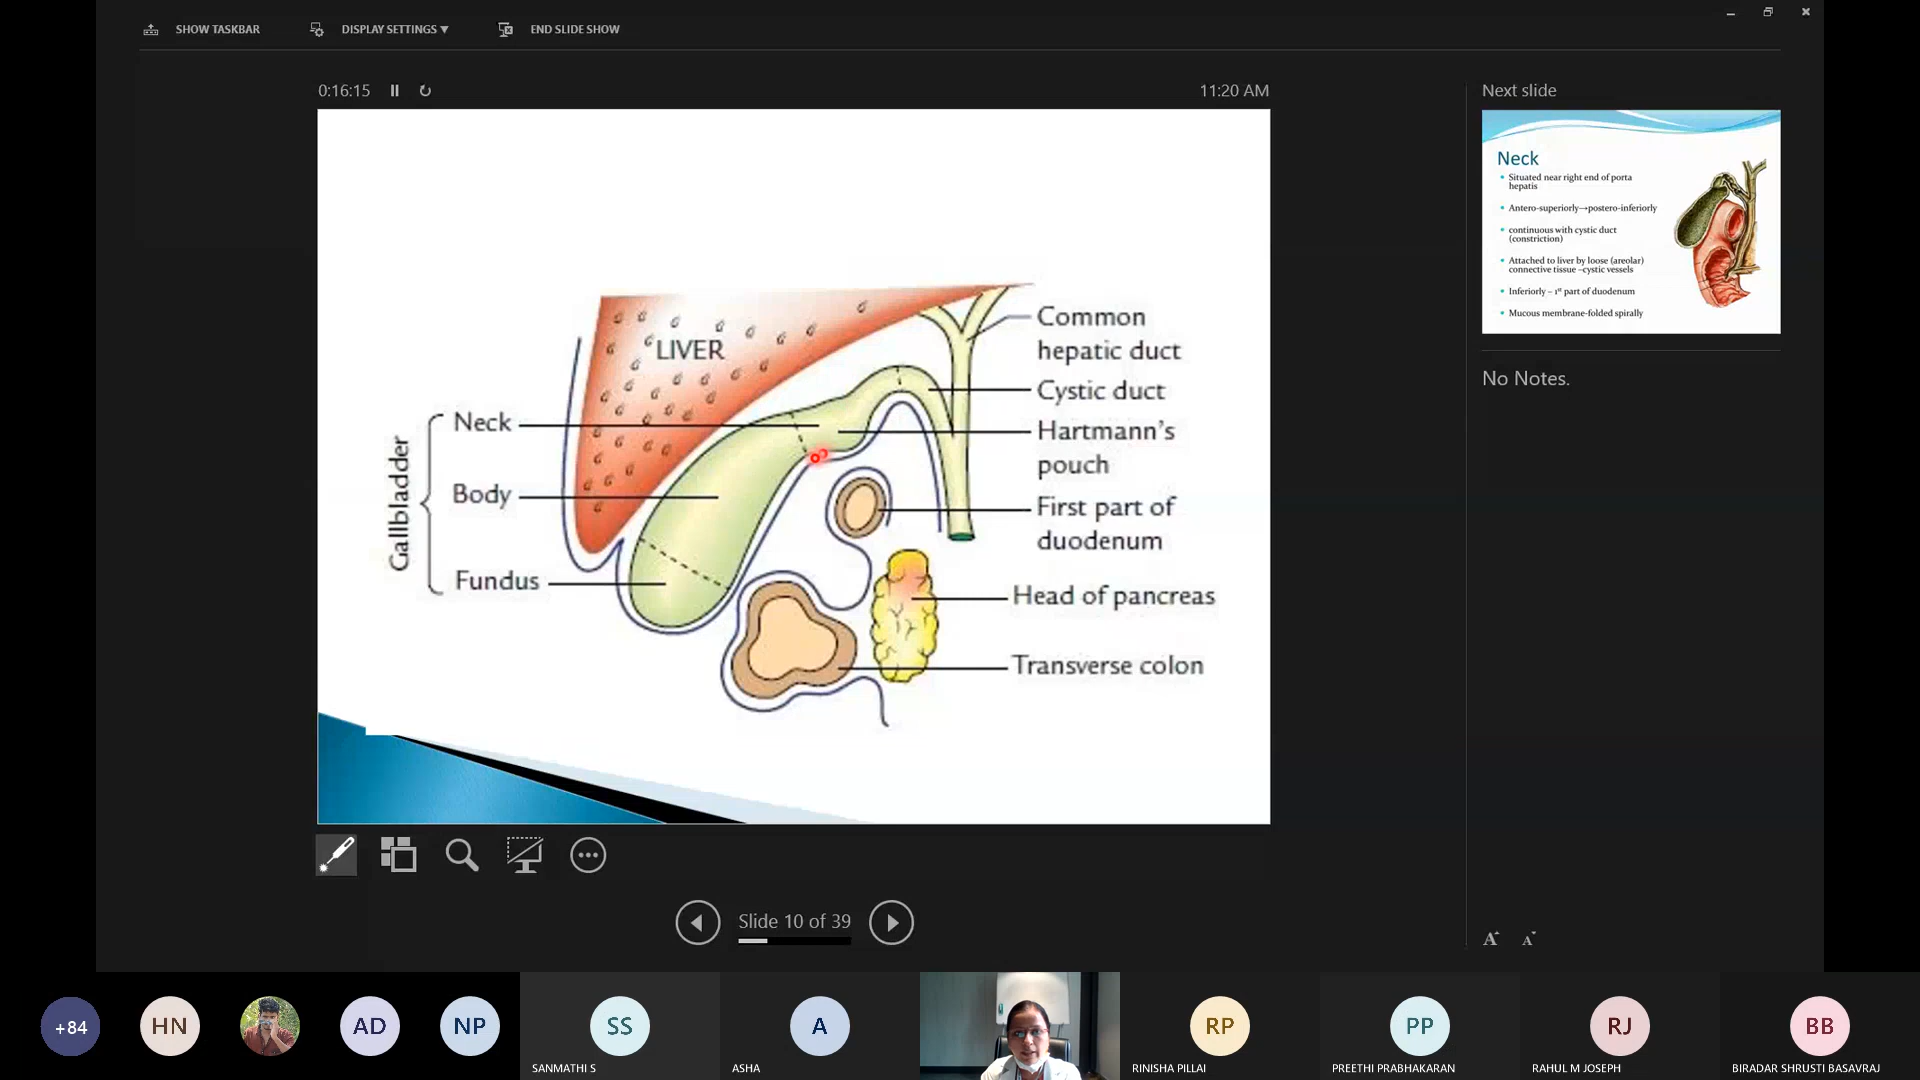 SHOW TASKBAR
DISPLAY SETTINGS ▾
END SLIDE SHOW
0:16:15
11:20 AM
Next slide
Neck
• Situated near right end of porta
hepatis
• Antero-superiorly→postero-inferiorly
• continuous with cystic duct
(constriction)
• Attached to liver by loose (areolar)
connective tissue –cystic vessels
• Inferiorly – 1st part of duodenum
• Mucous membrane-folded spirally
No Notes.
LIVER
Common
hepatic duct
Cystic duct
Hartmann's
pouch
First part of
duodenum
Head of pancreas
Transverse colon
Gallbladder
Neck
Body
Fundus
Slide 10 of 39
A A
+84
HN
AD
NP
SS
SANMATHI S
A
ASHA
RP
RINISHA PILLAI
PP
PREETHI PRABHAKARAN
RJ
RAHUL M JOSEPH
BB
BIRADAR SHRUSTI BASAVRAJ